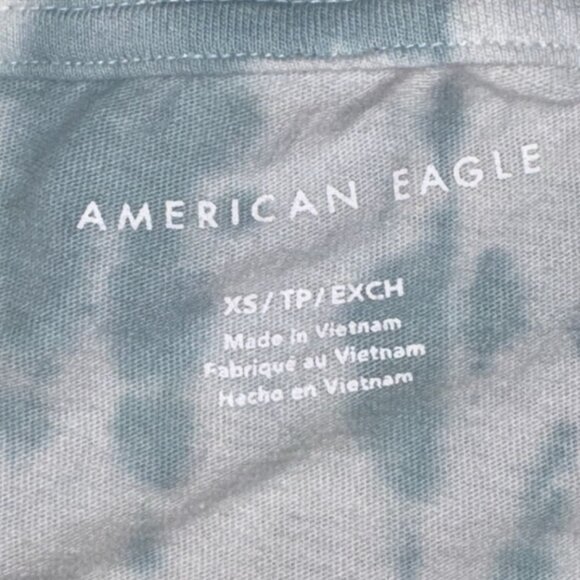 AMERICAN EAGLE
XS/TP/EXCH
Made in Vietnam
Fabriqué au Vietnam
Hecho en Vietnam